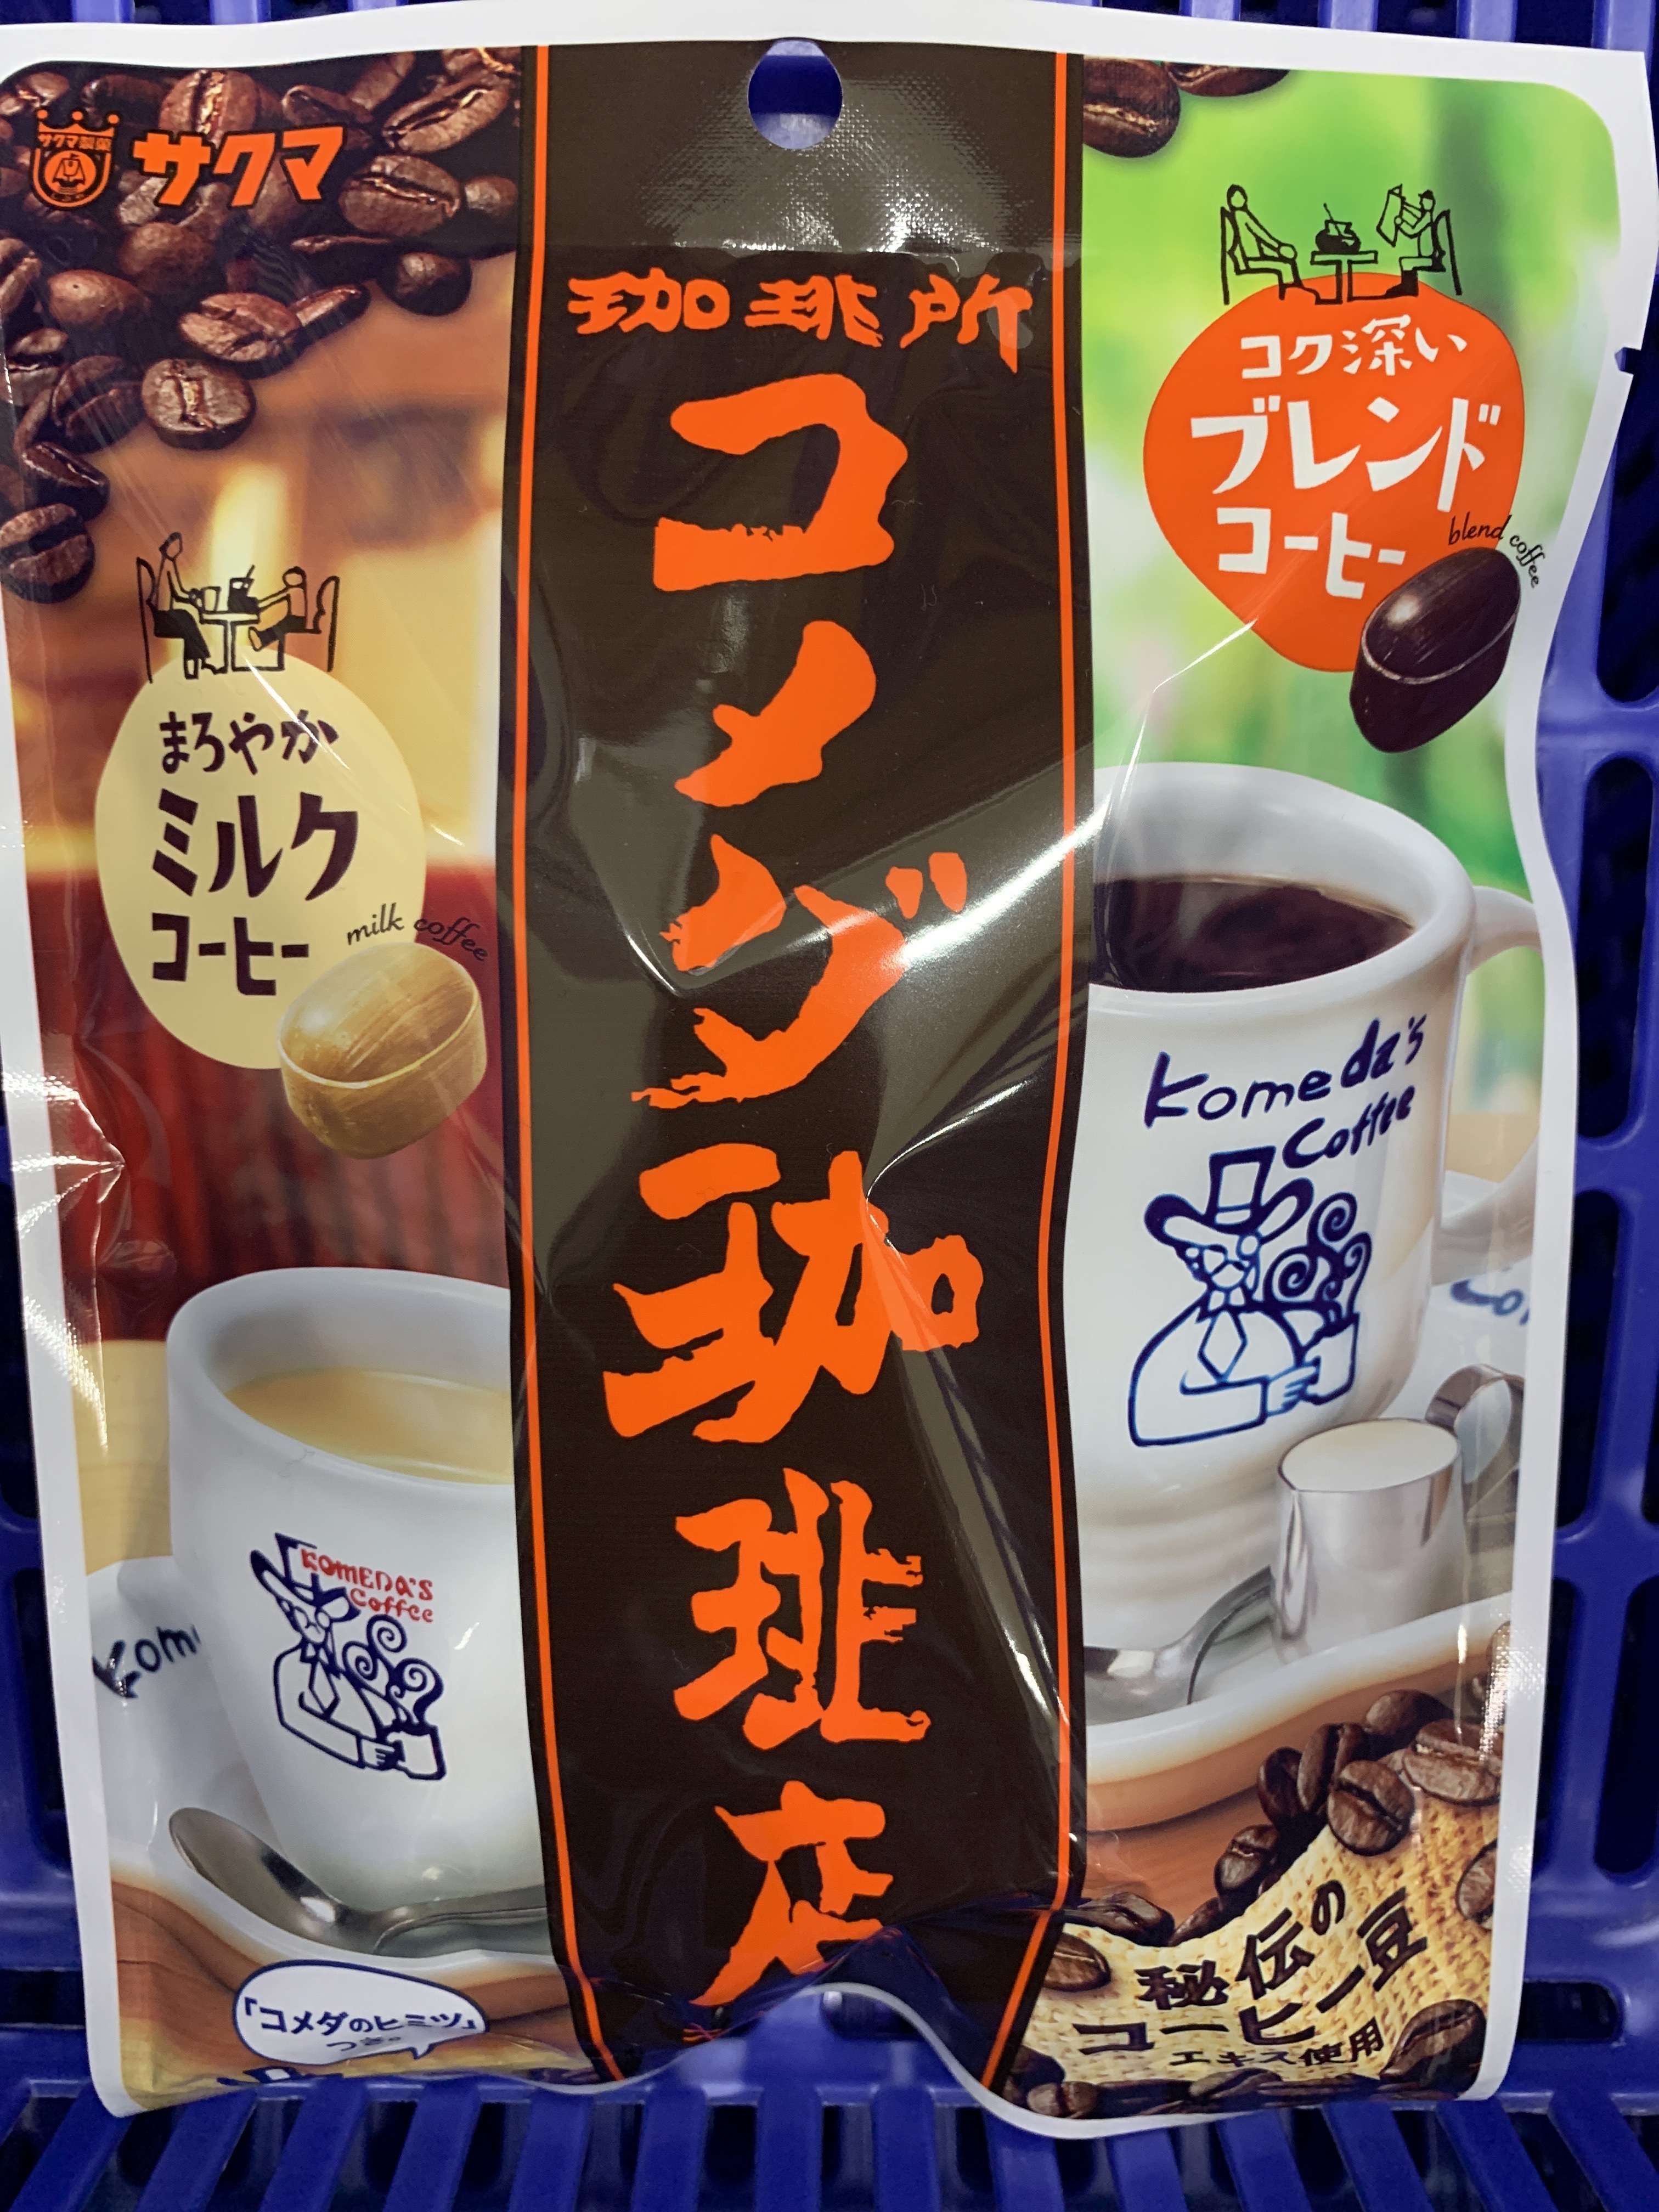 サクマ製菓
サクマ
珈琲所
コメダ珈琲店
コク深い
ブレンド
コーヒー
blend coffee
まろやか
ミルク
コーヒー
milk coffee
Komeda's
Coffee
KOMEDA'S
Coffee
Kom
「コメダのヒミツ」
つき。
秘伝の
コーヒー豆
エキス使用